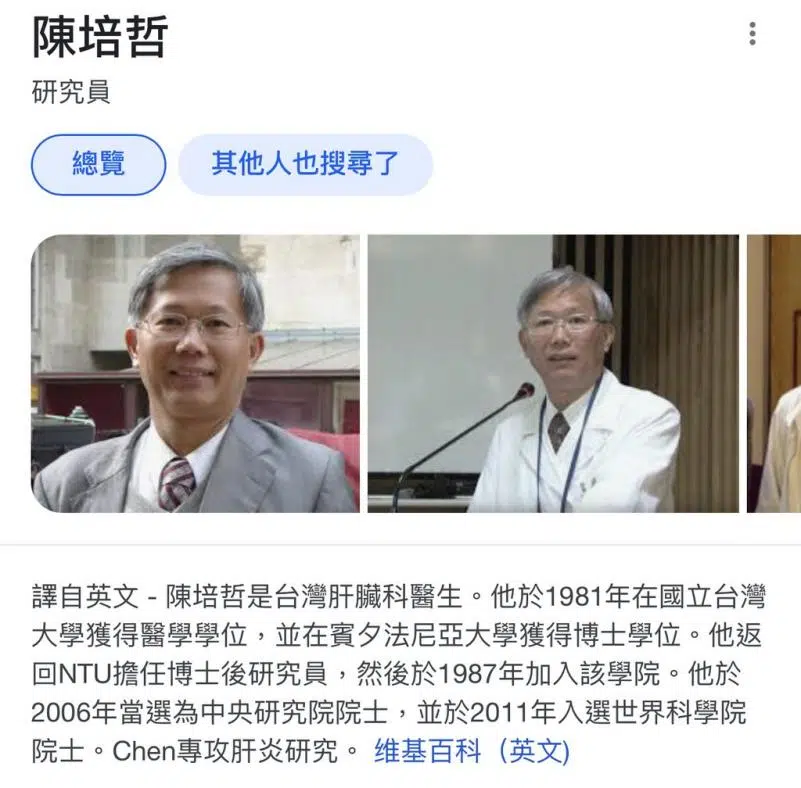 陳培哲
研究員
總覽
其他人也搜尋了
譯自英文 - 陳培哲是台灣肝臟科醫生。他於1981年在國立台灣
大學獲得醫學學位，並在賓夕法尼亞大學獲得博士學位。他返
回NTU擔任博士後研究員，然後於1987年加入該學院。他於
2006年當選為中央研究院院士，並於2011年入選世界科學院
院士。Chen專攻肝炎研究。 维基百科（英文)